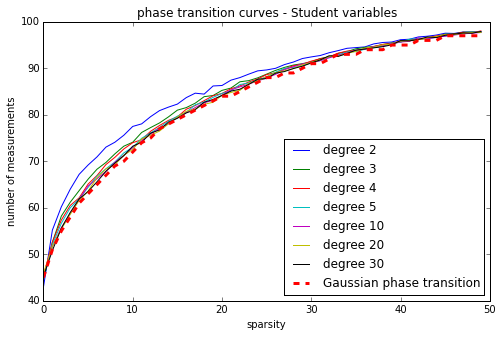 phase transition curves - Student variables
number of measurements
100
90
80
70
60
50
40
0
10
20
30
40
50
sparsity
degree 2
degree 3
degree 4
degree 5
degree 10
degree 20
degree 30
Gaussian phase transition